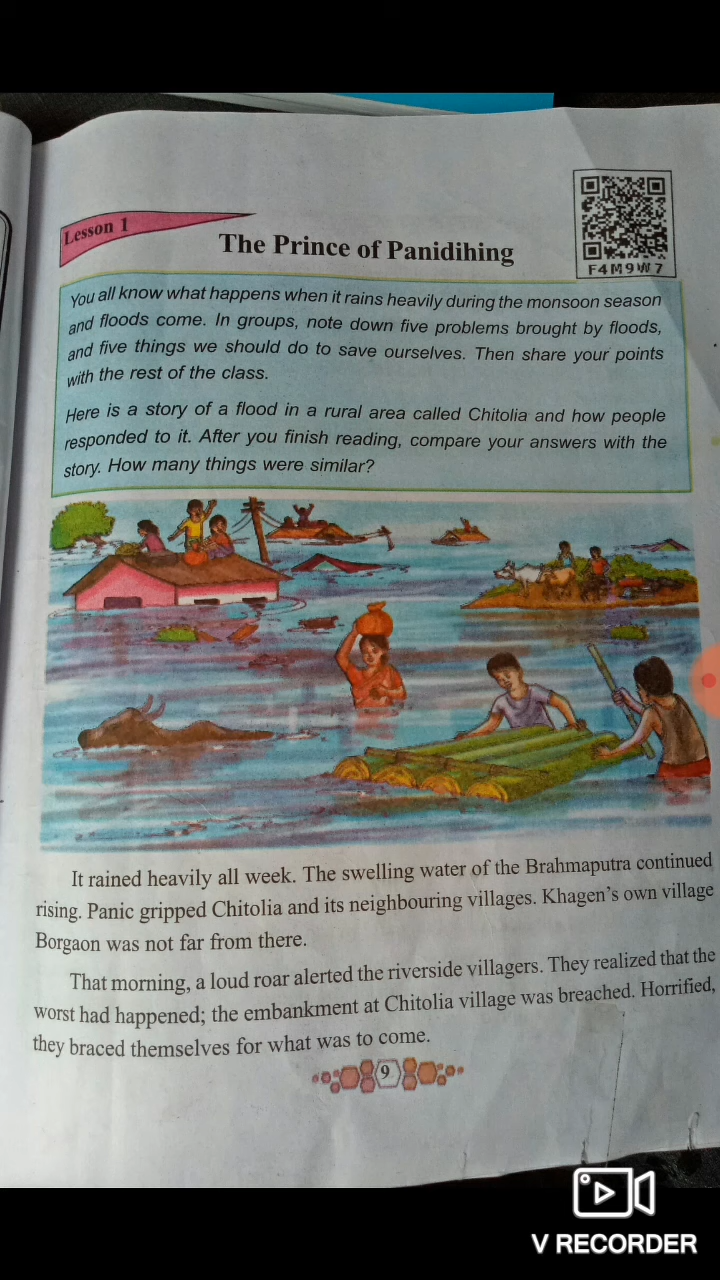 Lesson 1
The Prince of Panidihing
F4M9W7
You all know what happens when it rains heavily during the monsoon season
and floods come. In groups, note down five problems brought by floods,
and five things we should do to save ourselves. Then share your points
with the rest of the class.
Here is a story of a flood in a rural area called Chitolia and how people
responded to it. After you finish reading, compare your answers with the
story. How many things were similar?
It rained heavily all week. The swelling water of the Brahmaputra continued
rising. Panic gripped Chitolia and its neighbouring villages. Khagen's own village
Borgaon was not far from there.
That morning, a loud roar alerted the riverside villagers. They realized that the
worst had happened; the embankment at Chitolia village was breached. Horrified,
they braced themselves for what was to come.
9
V RECORDER